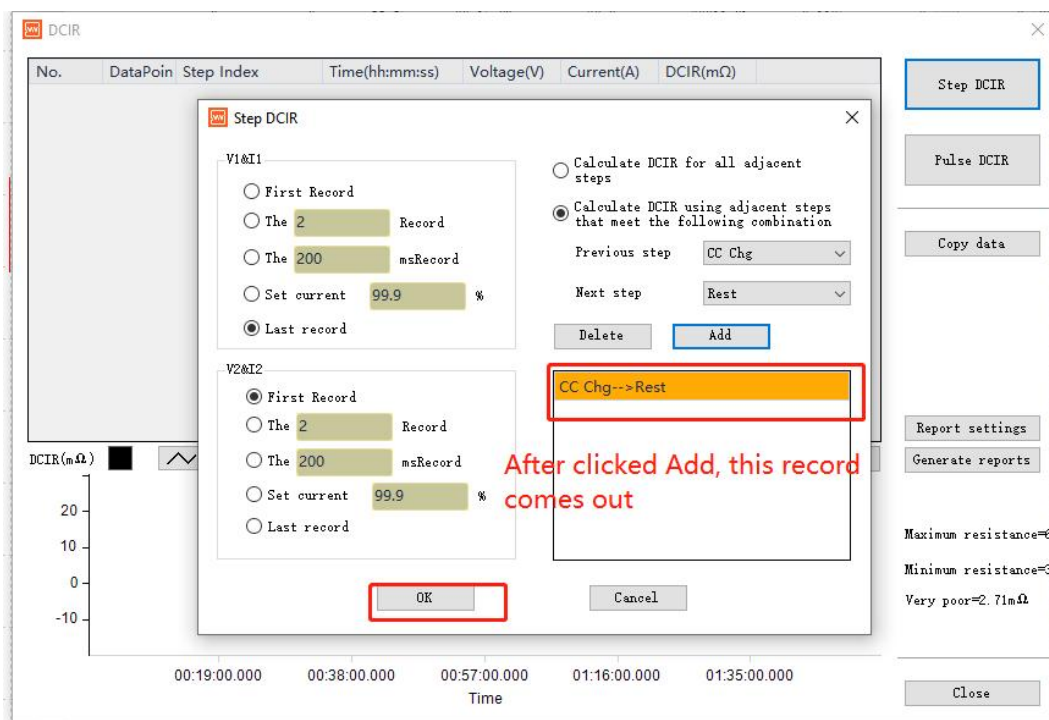 DCIR
No. DataPoin Step Index Time(hh:mm:ss) Voltage(V) Current(A) DCIR(mΩ)
Step DCIR
Pulse DCIR
Copy data
Report settings
Generate reports
Maximum resistance=
Minimum resistance=3
Very poor=2.71mΩ
Close
Step DCIR
V1&I1
First Record
The 2 Record
The 200 msRecord
Set current 99.9 %
Last record
V2&I2
First Record
The 2 Record
The 200 msRecord
Set current 99.9 %
Last record
Calculate DCIR for all adjacent
steps
Calculate DCIR using adjacent steps
that meet the following combination
Previous step CC Chg
Next step Rest
Delete Add
CC Chg-->Rest
After clicked Add, this record
comes out
OK Cancel
DCIR(mΩ)
20
10
0
-10
00:19:00.000 00:38:00.000 00:57:00.000 01:16:00.000 01:35:00.000
Time